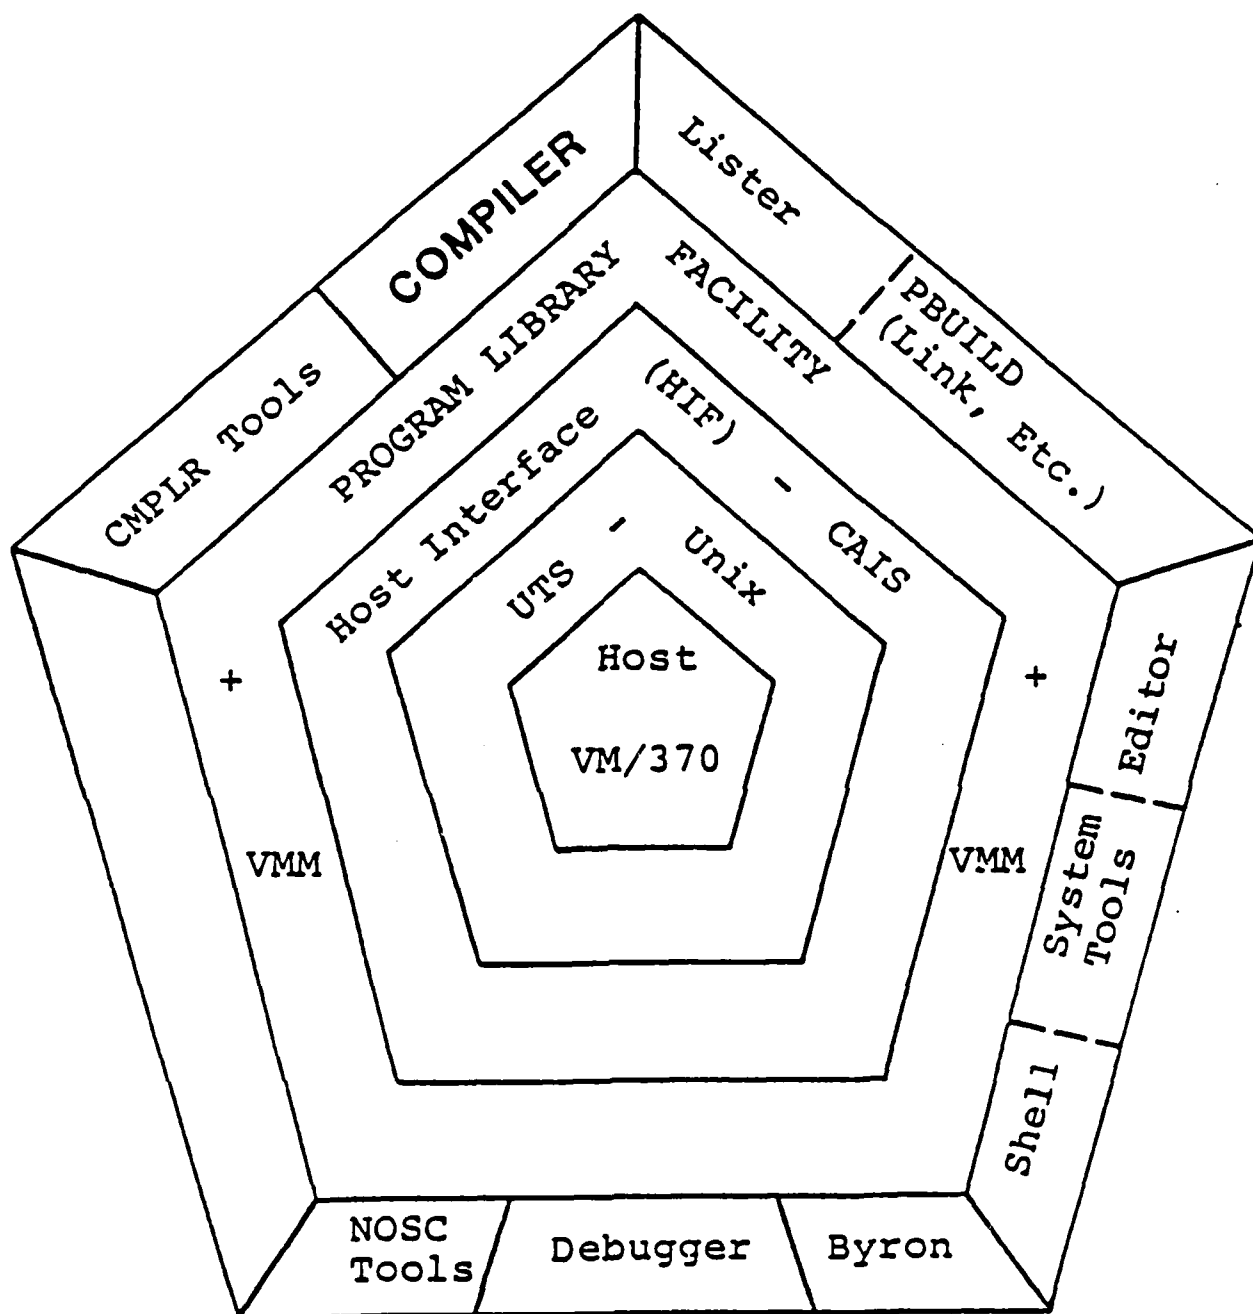 COMPILER
Lister
CMPLR Tools
PBUILD
(Link, Etc.)
PROGRAM LIBRARY FACILITY
Host Interface (HIF) - CAIS
UTS - Unix
Host
VM/370
+
+
VMM
VMM
Editor
System
Tools
Shell
NOSC
Tools
Debugger
Byron